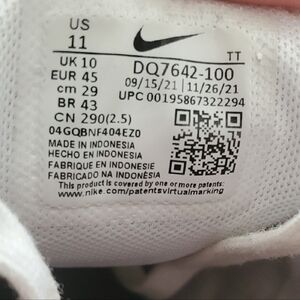 US
11
TT
UK 10
DQ7642-100
EUR 45
09/15/21 11/26/21
cm 29
UPC 00195867322294
BR 43
CN 290(2.5)
04GQBNF404EZ0
MADE IN INDONESIA
HECHO EN INDONESIA
FABRIQUÉ EN INDONÉSIE
FABRICADO NA INDONÉSIA
This product is covered by one or more patents:
www.nike.com/patentsvirtualmarking